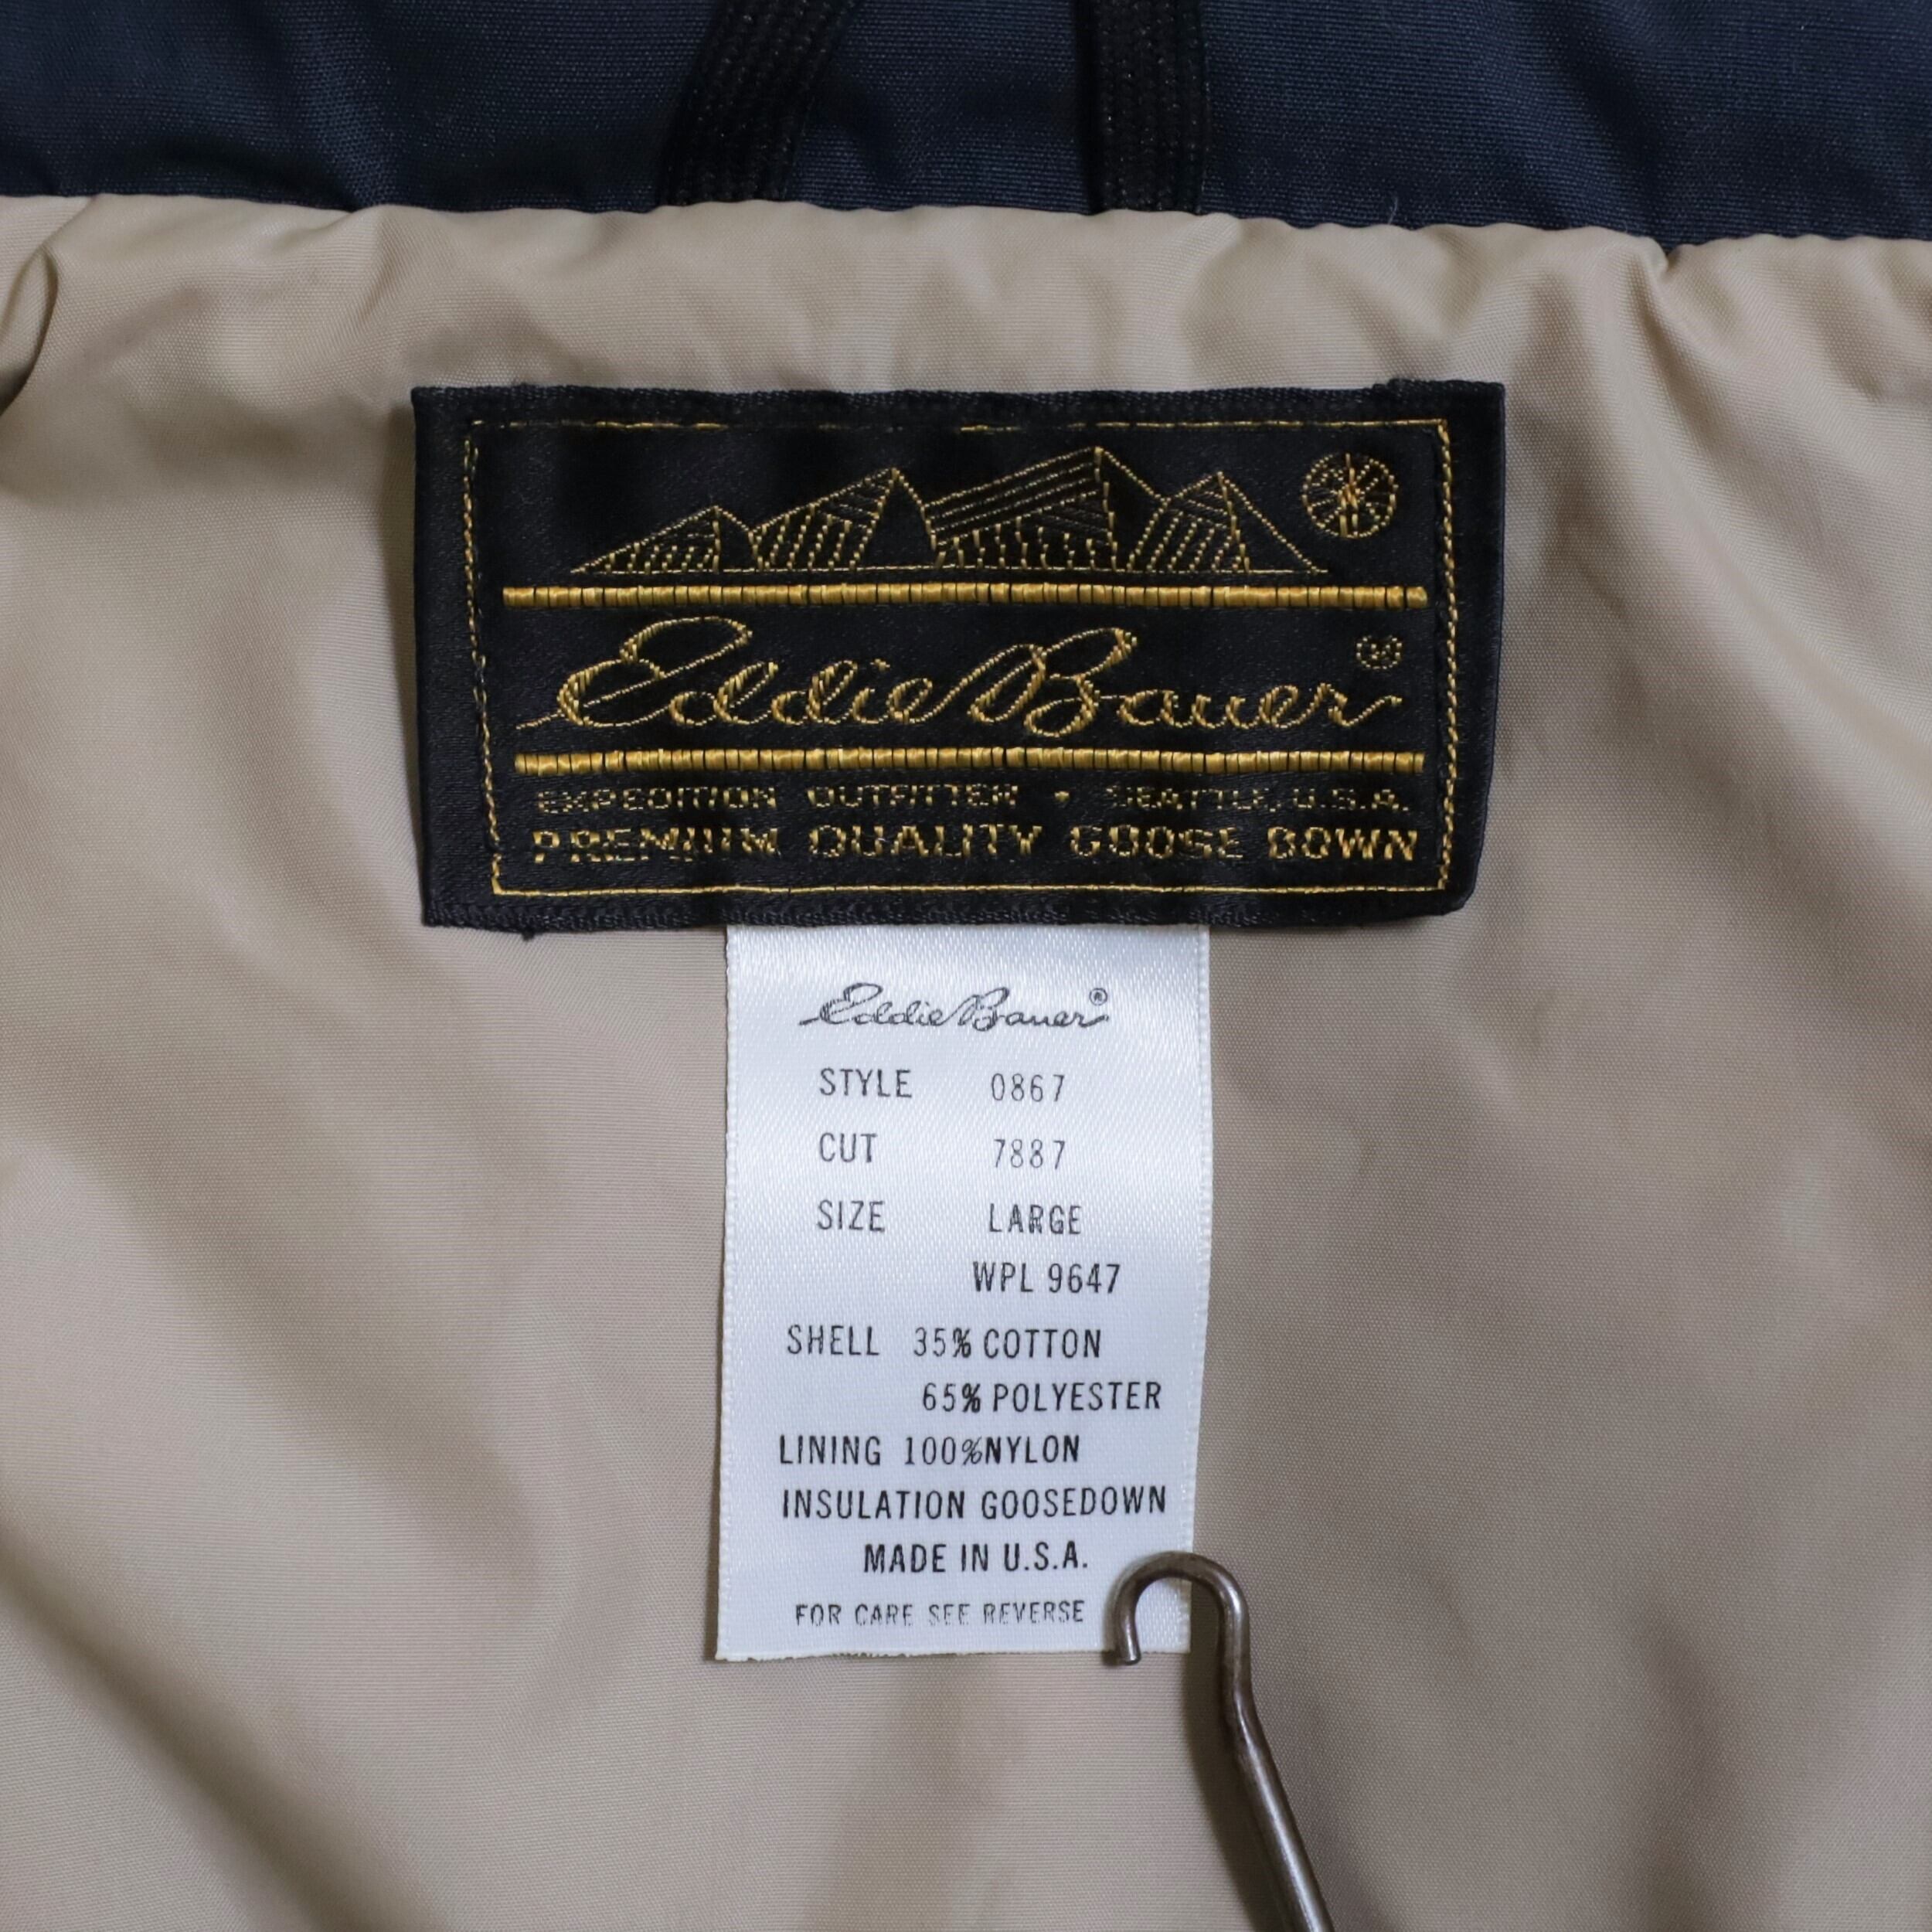 Eddie Bauer ®
EXPEDITION OUTFITTER • SEATTLE, U.S.A.
PREMIUM QUALITY GOOSE DOWN
Eddie Bauer ®
STYLE 0867
CUT 7887
SIZE LARGE
WPL 9647
SHELL 35% COTTON
65% POLYESTER
LINING 100%NYLON
INSULATION GOOSEDOWN
MADE IN U.S.A.
FOR CARE SEE REVERSE